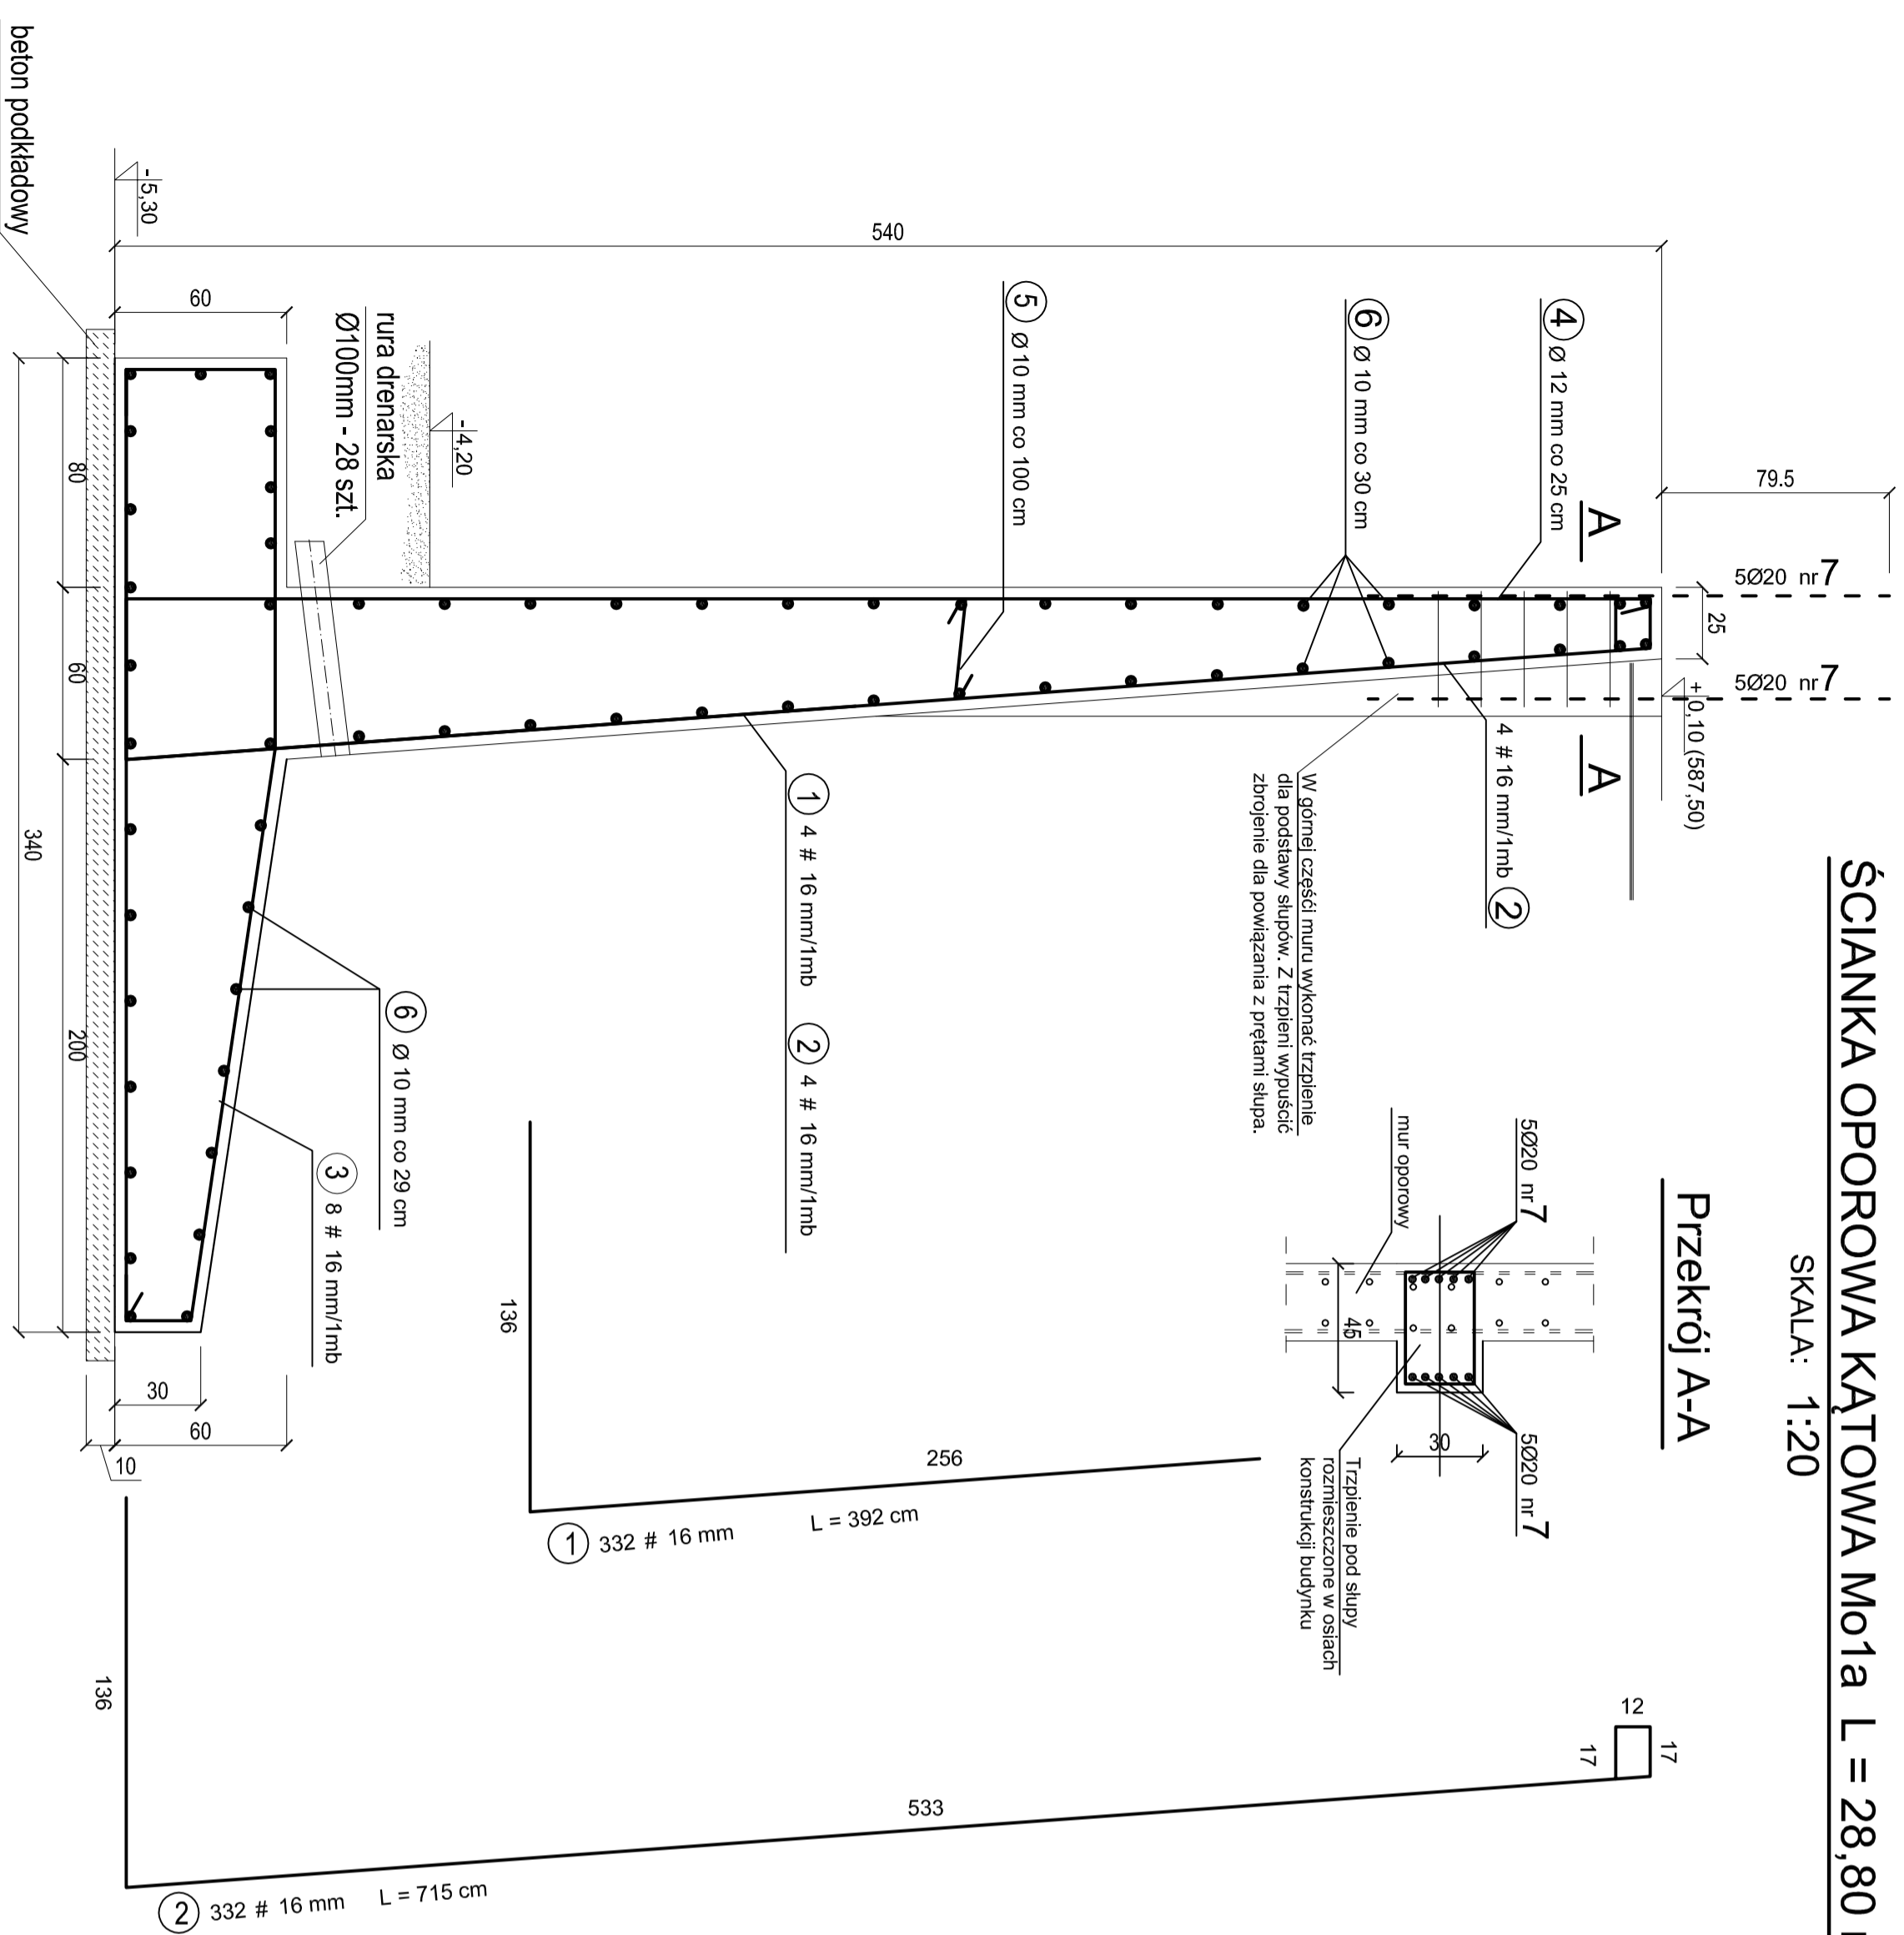 ŚCIANKA OPOROWA KĄTOWA Mo1a L = 28,80
SKALA: 1:20
Przekrój A-A
5Ø20 nr 7
5Ø20 nr 7
mur oporowy
45
30
Trzpienie pod słupy
rozmieszczone w osiach
konstrukcji budynku
79.5
5Ø20 nr 7
5Ø20 nr 7
25
+0,10 (587,50)
A
A
4 Ø 12 mm co 25 cm
4 # 16 mm/1mb 2
6 Ø 10 mm co 30 cm
W górnej częśći muru wykonać trzpienie
dla podstawy słupów. Z trzpieni wypuścić
zbrojenie dla powiązania z prętami słupa.
5 Ø 10 mm co 100 cm
540
1 4 # 16 mm/1mb 2 4 # 16 mm/1mb
-4,20
rura drenarska
Ø100mm - 28 szt.
60
6 Ø 10 mm co 29 cm
3 8 # 16 mm/1mb
-5,30
beton podkładowy
80
60
200
340
30
60
10
136
256
1 332 # 16 mm L = 392 cm
12
17
17
533
136
2 332 # 16 mm L = 715 cm